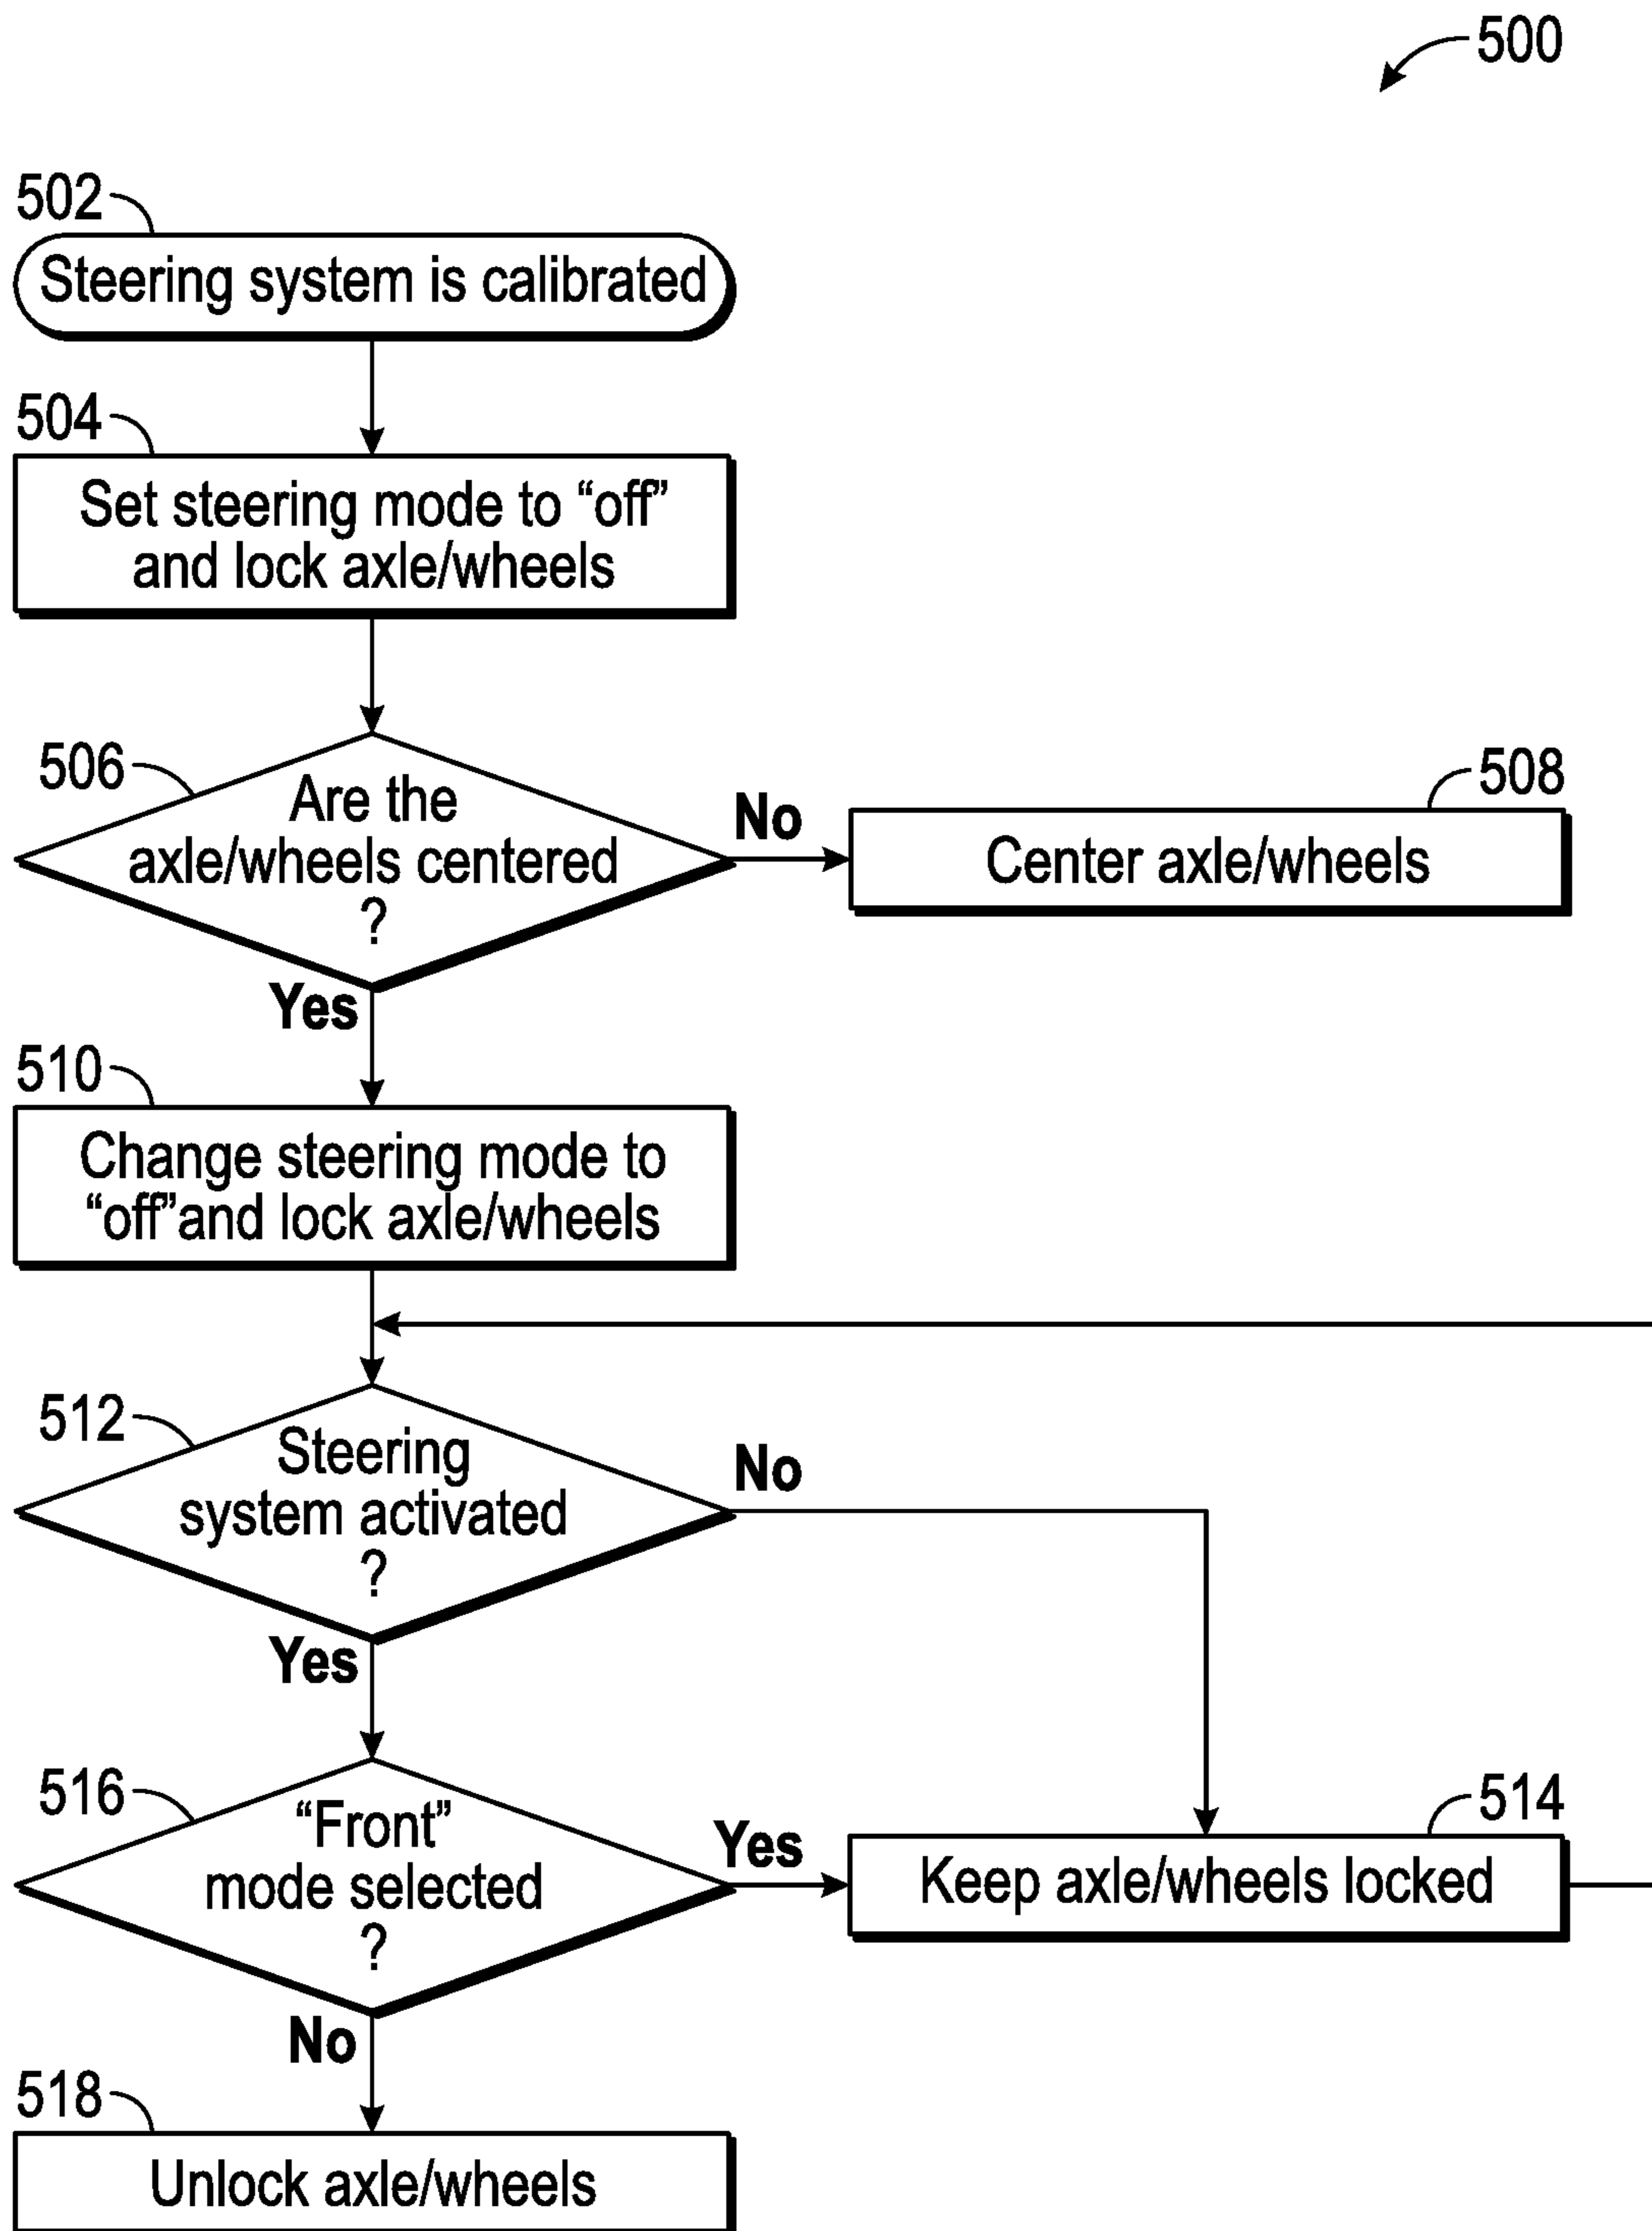 500
502
Steering system is calibrated
504
Set steering mode to “off”
and lock axle/wheels
506
Are the
axle/wheels centered
?
No
508
Center axle/wheels
Yes
510
Change steering mode to
“off”and lock axle/wheels
512
Steering
system activated
?
No
Yes
516
“Front”
mode selected
?
Yes
514
Keep axle/wheels locked
No
518
Unlock axle/wheels